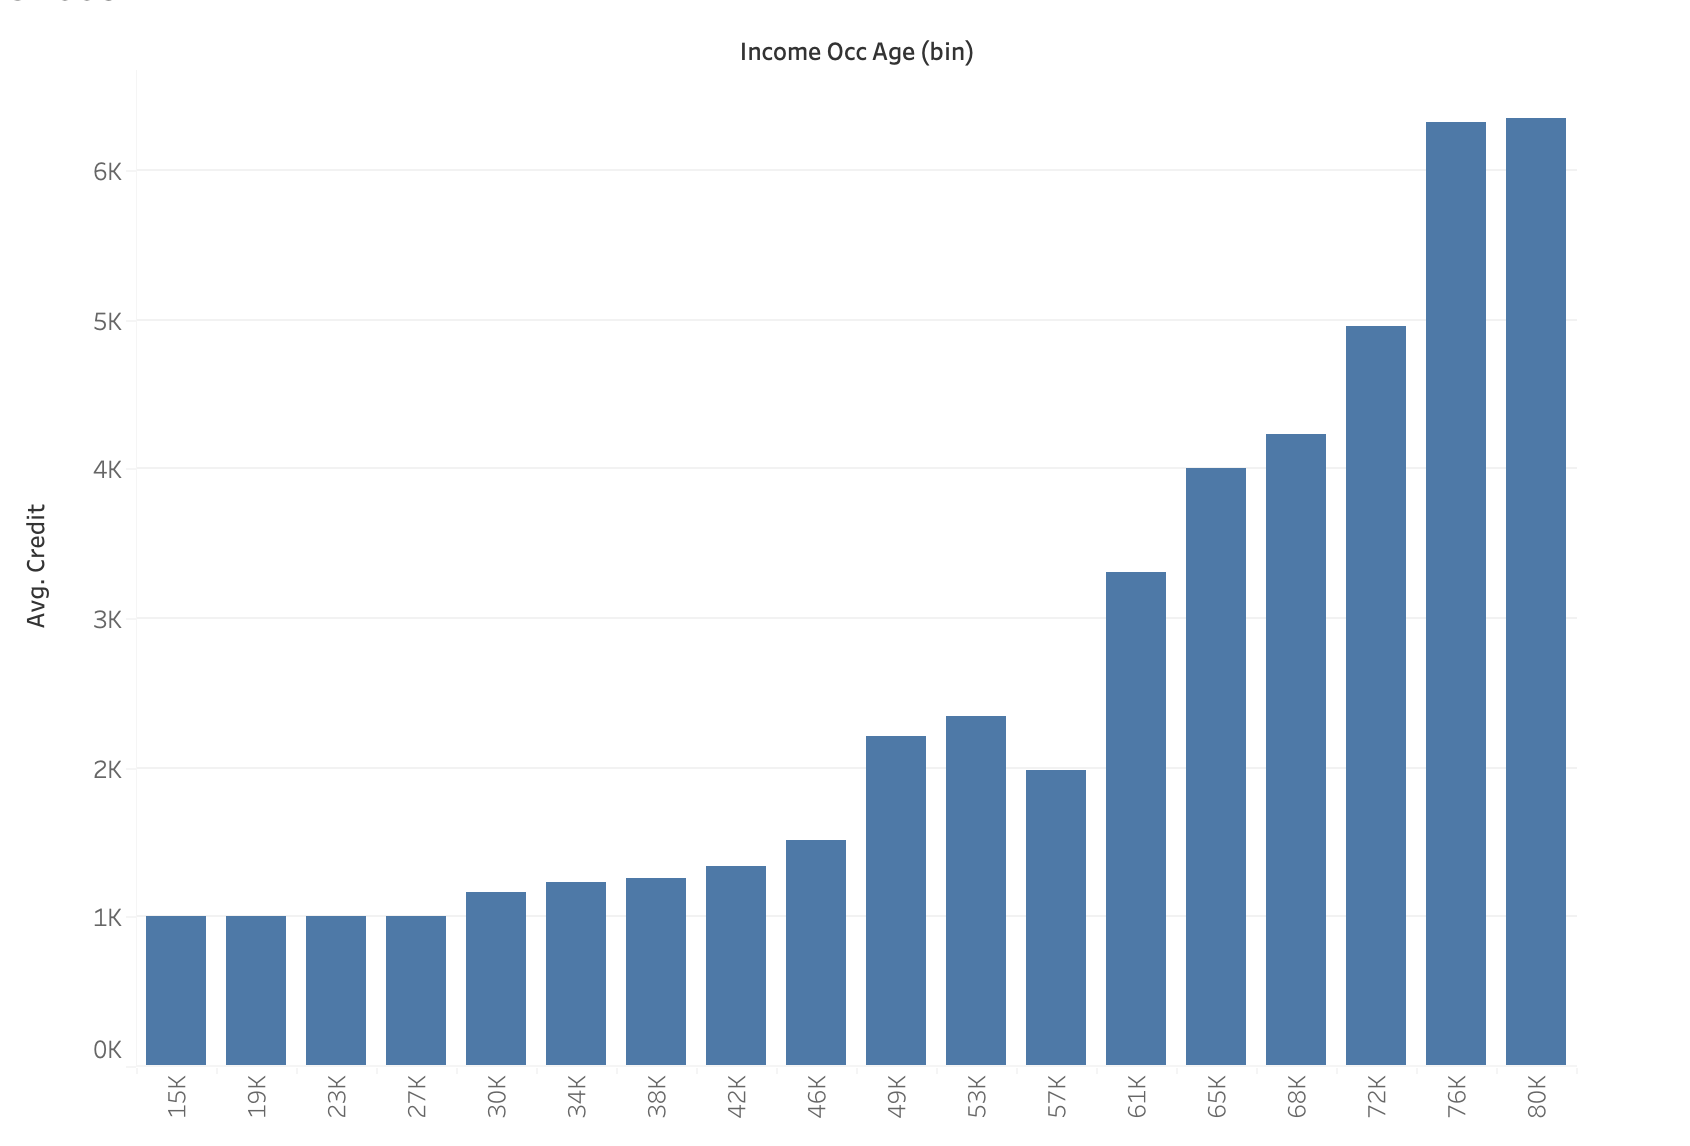 Income Occ Age (bin)
Avg. Credit
6K
5K
4K
3K
2K
1K
0K
15K
19K
23K
27K
30K
34K
38K
42K
46K
49K
53K
57K
61K
65K
68K
72K
76K
80K